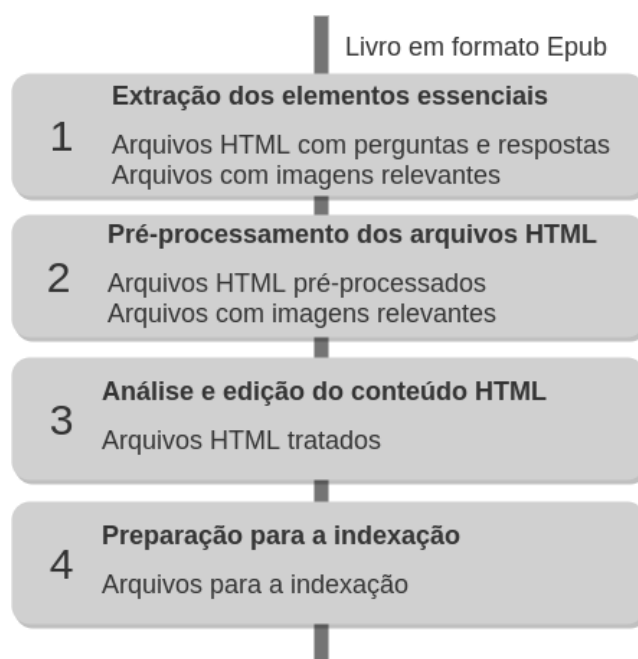 Livro em formato Epub
1
Extração dos elementos essenciais
Arquivos HTML com perguntas e respostas
Arquivos com imagens relevantes
2
Pré-processamento dos arquivos HTML
Arquivos HTML pré-processados
Arquivos com imagens relevantes
3
Análise e edição do conteúdo HTML
Arquivos HTML tratados
4
Preparação para a indexação
Arquivos para a indexação